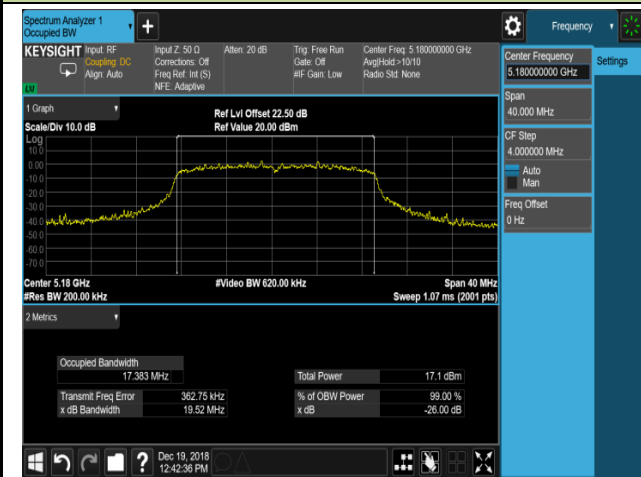 Spectrum Analyzer 1
Occupied BW
+
Frequency
KEYSIGHT
Input: RF
Coupling: DC
Align: Auto
Input Z: 50 Ω
Corrections: Off
Freq Ref: Int (S)
NFE: Adaptive
Atten: 20 dB
Trig: Free Run
Gate: Off
#IF Gain: Low
Center Freq: 5.180000000 GHz
Avg|Hold:>10/10
Radio Std: None
LV
Center Frequency
5.180000000 GHz
Settings
Span
40.000 MHz
CF Step
4.000000 MHz
Auto
Man
Freq Offset
0 Hz
1 Graph
Scale/Div 10.0 dB
Ref Lvl Offset 22.50 dB
Ref Value 20.00 dBm
Log
10.0
0.00
-10.0
-20.0
-30.0
-40.0
-50.0
-60.0
-70.0
Center 5.18 GHz
#Res BW 200.00 kHz
#Video BW 620.00 kHz
Span 40 MHz
Sweep 1.07 ms (2001 pts)
2 Metrics
Occupied Bandwidth
17.383 MHz
Total Power 17.1 dBm
Transmit Freq Error 362.75 kHz
% of OBW Power 99.00 %
x dB Bandwidth 19.52 MHz
x dB -26.00 dB
?
Dec 19, 2018
12:42:36 PM